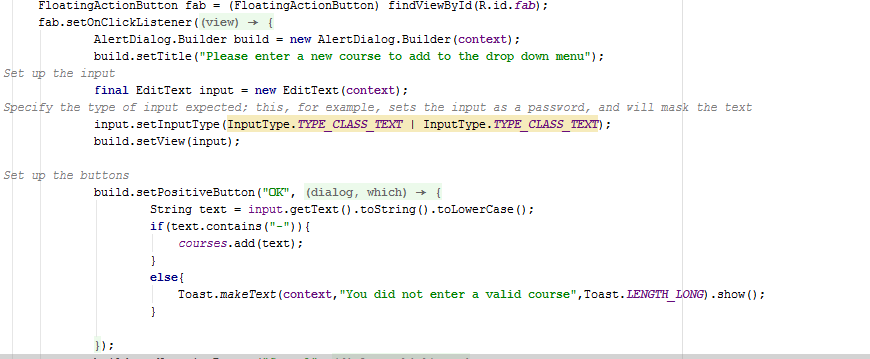 FloatingActionButton fab = (FloatingActionButton) findViewById(R.id.fab);
fab.setOnClickListener((view) → {
AlertDialog.Builder build = new AlertDialog.Builder(context);
build.setTitle("Please enter a new course to add to the drop down menu");
Set up the input
final EditText input = new EditText(context);
Specify the type of input expected; this, for example, sets the input as a password, and will mask the text
input.setInputType(InputType.TYPE_CLASS_TEXT | InputType.TYPE_CLASS_TEXT);
build.setView(input);
Set up the buttons
build.setPositiveButton("OK", (dialog, which) → {
String text = input.getText().toString().toLowerCase();
if(text.contains("-")){
courses.add(text);
}
else{
Toast.makeText(context,"You did not enter a valid course",Toast.LENGTH_LONG).show();
}
});